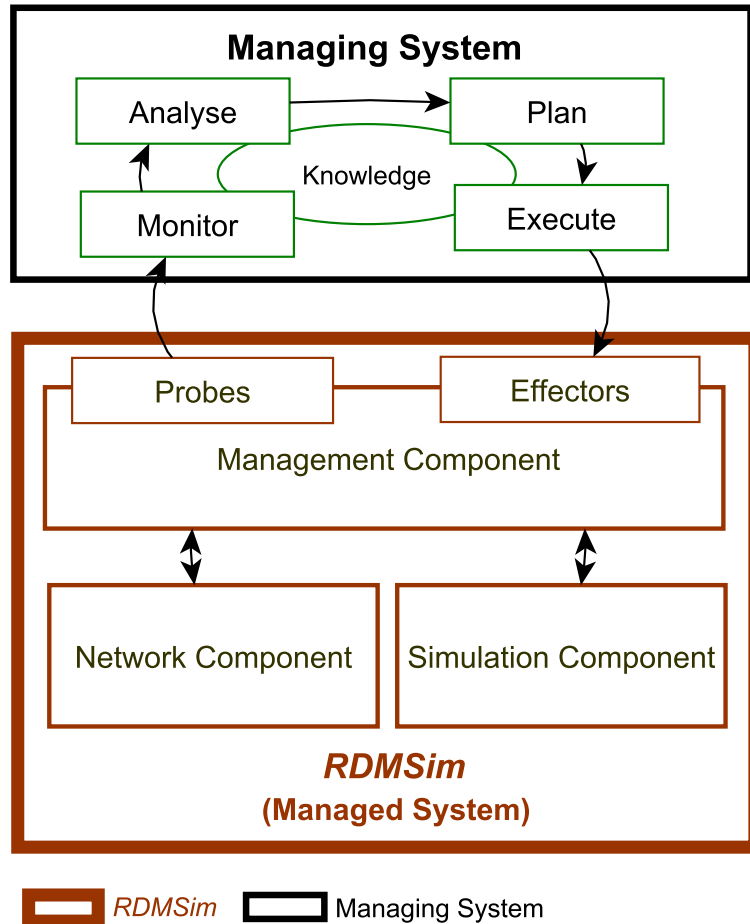 Managing System
Analyse
Plan
Knowledge
Monitor
Execute
Probes
Effectors
Management Component
Network Component
Simulation Component
RDMSim
(Managed System)
RDMSim
Managing System